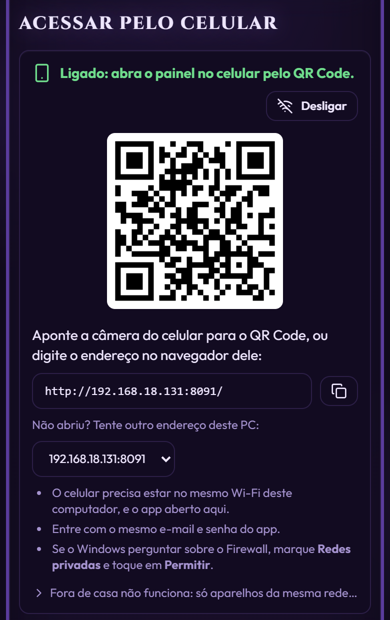 ACESSAR PELO CELULAR
Ligado: abra o painel no celular pelo QR Code.
Desligar
Aponte a câmera do celular para o QR Code, ou
digite o endereço no navegador dele:
http://192.168.18.131:8091/
Não abriu? Tente outro endereço deste PC:
192.168.18.131:8091
• O celular precisa estar no mesmo Wi-Fi deste
computador, e o app aberto aqui.
• Entre com o mesmo e-mail e senha do app.
• Se o Windows perguntar sobre o Firewall, marque Redes
privadas e toque em Permitir.
Fora de casa não funciona: só aparelhos da mesma rede...